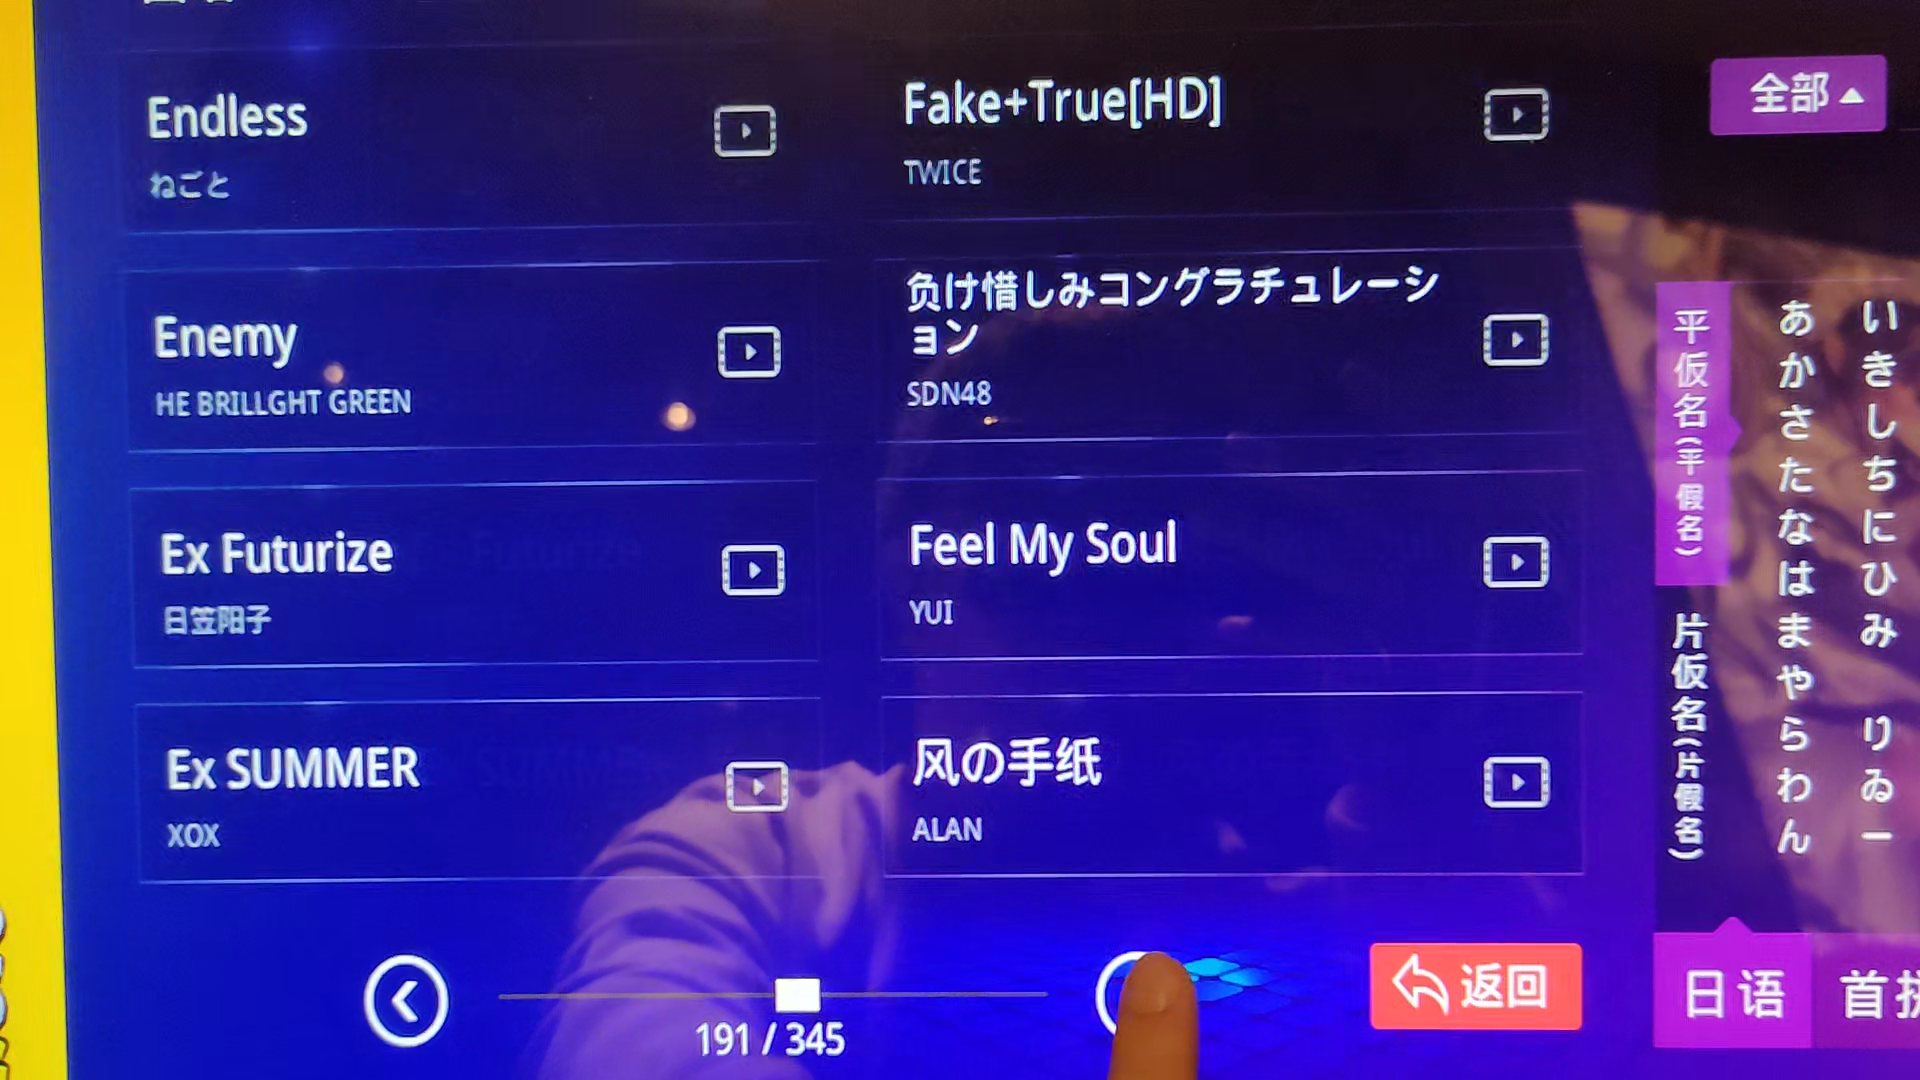 Endless
ねごと
Fake+True[HD]
TWICE
Enemy
HE BRILLGHT GREEN
负け惜しみコングラチュレーシ
ョン
SDN48
Ex Futurize
日笠阳子
Feel My Soul
YUI
Ex SUMMER
XOX
风の手纸
ALAN
191 / 345
返回
全部
平仮名(平假名)
片仮名(片假名)
あかさたなはまやらわん
いきしちにひみ りゐー
日语
首